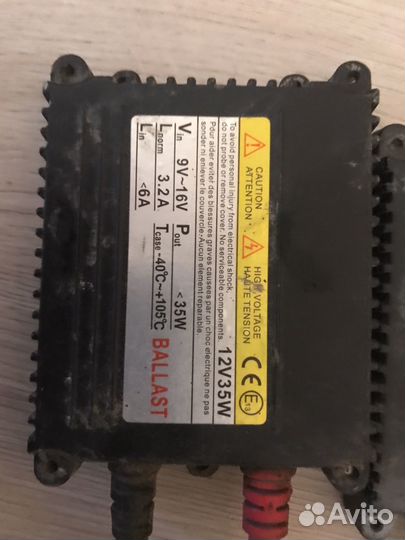 CAUTION
ATTENTION
HIGH VOLTAGE
HAUTE TENSION
CE E13
To avoid personal injury from electrical shock,
do not probe or remove cover. No serviceable components.
12V35W
Pour aider eviter des blessures graves causees par un choc electrique ne pas
sonder ni enlever le couvercle-Aucun element reparable.
Vin 9V~16V Pout <35W
Lnorm 3.2A Tcase -40℃~+105℃
Lin <6A BALLAST
Avito